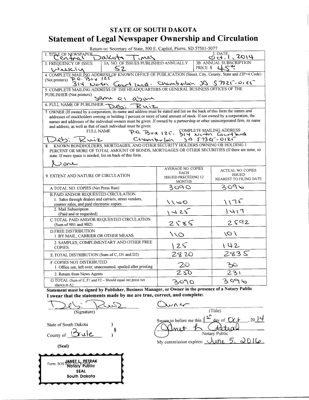 STATE OF SOUTH DAKOTA
Statement of Legal Newspaper Ownership and Circulation
Return to: Secretary of State, 500 E. Capitol, Pierre, SD 57501-5077
1. TITLE OF NEWSPAPER
Central Dakota Times
2. DATE
Oct. 1, 2014
3. FREQUENCY OF ISSUE
Weekly
3A. NO. OF ISSUES PUBLISHED ANNUALLY
52
3B. ANNUAL SUBSCRIPTION
PRICE $
4. COMPLETE MAILING ADDRESS OF KNOWN OFFICE OF PUBLICATION (Street, City, County, State and ZIP+4 Code)
(Not printers) P.O. Box 125
314 North Courtland. Chamberlain SD 57325-0125
5. COMPLETE MAILING ADDRESS OF THE HEADQUARTERS OR GENERAL BUSINESS OFFICES OF THE
PUBLISHER (Not printers)
Same as above
6. FULL NAME OF PUBLISHER: Debi Ruiz
7. OWNER (If owned by a corporation, its name and address must be stated and also on the back of this form the names and
addresses of stockholders owning or holding 1 percent or more of total amount of stock. If not owned by a corporation, the
names and addresses of the individual owners must be given. If owned by a partnership or other unincorporated firm, its name
and address, as well as that of each individual must be given.
FULL NAME
COMPLETE MAILING ADDRESS
P.O. Box 125. 314 North Courtland
Debi Ruiz Chamberlain SD 57325-0125
8. KNOWN BONDHOLDERS, MORTGAGEES, AND OTHER SECURITY HOLDERS OWNING OR HOLDING 1
PERCENT OR MORE OF TOTAL AMOUNT OF BONDS, MORTGAGES OR OTHER SECURITIES (If there are none, so
state. If more space is needed, list on back of this form.
None
9. EXTENT AND NATURE OF CIRCULATION
AVERAGE NO. COPIES
EACH
ISSUED PRECEDING 12
MONTHS
ACTUAL NO. COPIES
ISSUED
NEAREST TO FILING DATE
A. TOTAL NO. COPIES (Net Press Run) 3090 3096
B. PAID AND/OR REQUESTED CIRCULATION
1. Sales through dealers and carriers, street vendors,
counter sales, and paid electronic copies 1160 1175
2. Mail Subscription
(Paid and or requested) 1425 1417
C. TOTAL PAID AND/OR REQUESTED CIRCULATION
(Sum of 9B1 and 9B2) 2585 2592
D. FREE DISTRIBUTION
1. BY MAIL, CARRIER OR OTHER MEANS 110 101
2. SAMPLES, COMPLIMENTARY AND OTHER FREE
COPIES 125 142
E. TOTAL DISTRIBUTION (Sum of C, D1 and D2) 2820 2835
F. COPIES NOT DISTRIBUTED
1. Office use, left over, unaccounted, spoiled after printing 20 30
2. Return from News Agents 250 231
G. TOTAL (Sum of E, F1 and F2 – Should equal net press run
shown in A) 3090 3096
Statement must be signed by Publisher, Business Manager, or Owner in the presence of a Notary Public
I swear that the statements made by me are true, correct, and complete:
Debi Ruiz Owner
(Signature) (Title)
State of South Dakota )
) §
County of Brule )
Sworn to before me this 1st day of Oct, 2014
Janet L. Petrak
Notary Public
(Seal)
My commission expires: June 5, 2016
JANET L. PETRAK
Notary Public
SEAL
South Dakota